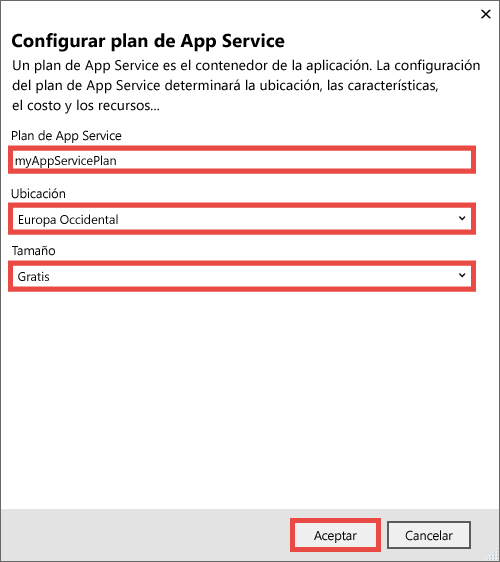 Configurar plan de App Service
Un plan de App Service es el contenedor de la aplicación. La configuración
del plan de App Service determinará la ubicación, las características,
el costo y los recursos...
Plan de App Service
myAppServicePlan
Ubicación
Europa Occidental
Tamaño
Gratis
Aceptar
Cancelar